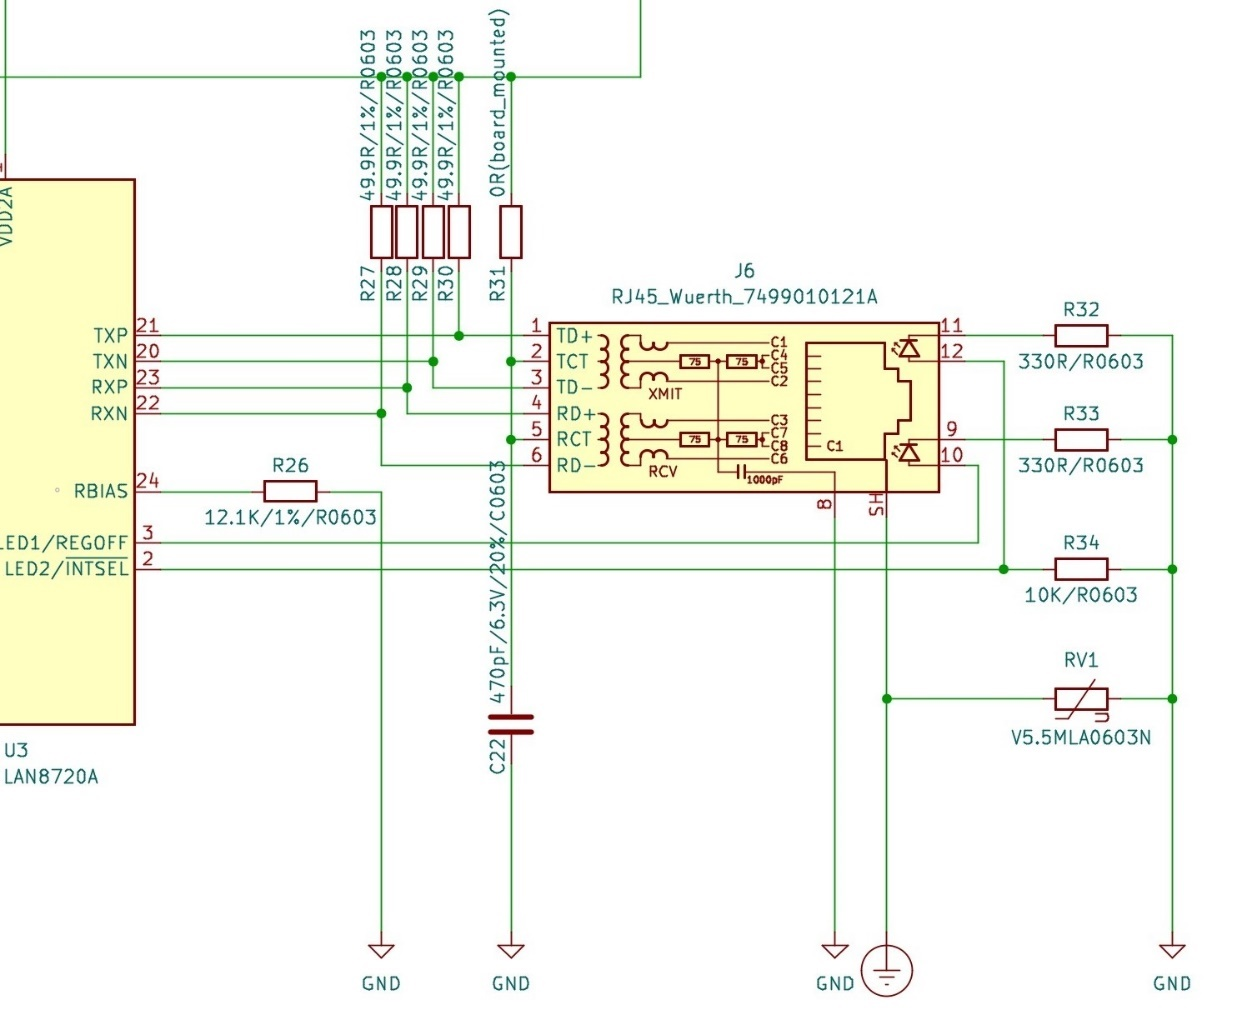 49.9R/1%/R0603
49.9R/1%/R0603
49.9R/1%/R0603
49.9R/1%/R0603
0R(board_mounted)
VDD2A
R27
R28
R29
R30
R31
J6
RJ45_Wuerth_7499010121A
TXP 21
TXN 20
RXP 23
RXN 22
RBIAS 24
LED1/REGOFF 3
LED2/INTSEL 2
R26
12.1K/1%/R0603
1 TD+
2 TCT
3 TD-
4 RD+
5 RCT
6 RD-
75 75
C1
C4
C5
C2
XMIT
75 75
C3
C7
C8
C6
RCV
1000pF
C1
11
12
9
10
8
SH
R32
330R/R0603
R33
330R/R0603
R34
10K/R0603
RV1
U
V5.5MLA0603N
470pF/6.3V/20%/C0603
C22
U3
LAN8720A
GND
GND
GND
GND